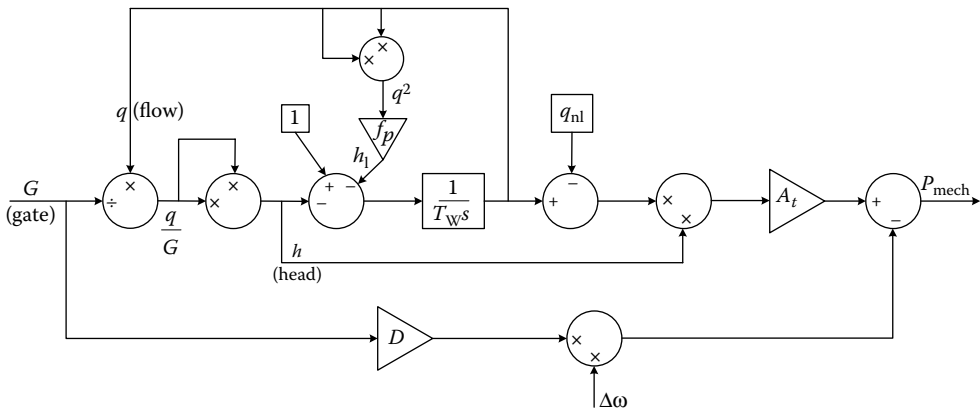 × ×
q²
q (flow)
1
f_p
q_nl
h_l
G
(gate)
× ÷
q/G
× ×
+ − −
1/(T_W s)
− +
× ×
A_t
+ −
P_mech
h
(head)
D
× ×
Δω